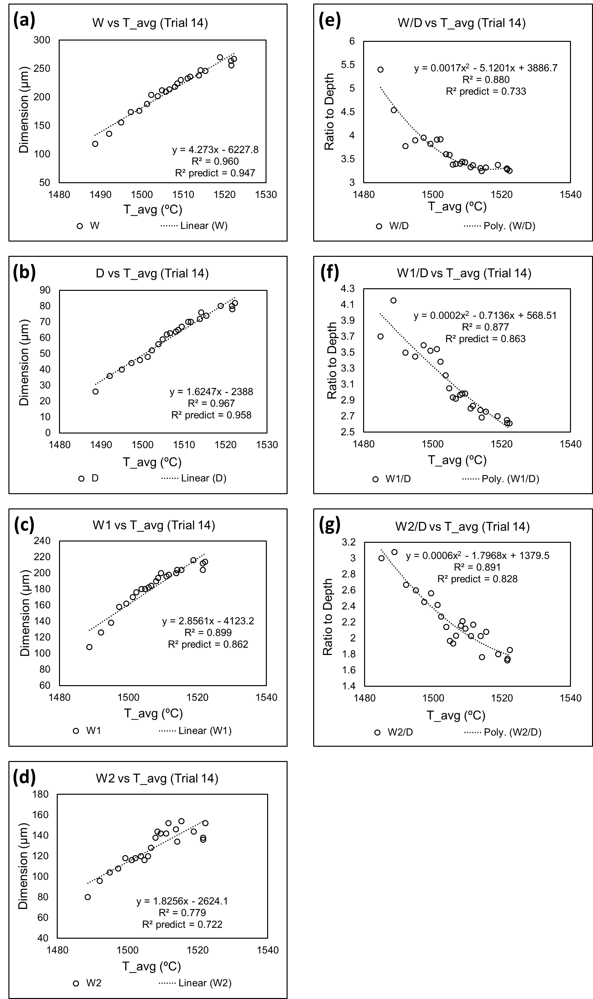 (a)
W vs T_avg (Trial 14)
300
250
200
150
100
50
Dimension (µm)
y = 4.273x - 6227.8
R² = 0.960
R² predict = 0.947
1480 1490 1500 1510 1520 1530
T_avg (ºC)
W Linear (W)
(b)
D vs T_avg (Trial 14)
90
80
70
60
50
40
30
20
10
0
Dimension (µm)
y = 1.6247x - 2388
R² = 0.967
R² predict = 0.958
1480 1490 1500 1510 1520 1530
T_avg (ºC)
D Linear (D)
(c)
W1 vs T_avg (Trial 14)
240
220
200
180
160
140
120
100
80
60
Dimension (µm)
y = 2.8561x - 4123.2
R² = 0.899
R² predict = 0.862
1480 1500 1520 1540
T_avg (ºC)
W1 Linear (W1)
(d)
W2 vs T_avg (Trial 14)
180
160
140
120
100
80
60
40
Dimension (µm)
y = 1.8256x - 2624.1
R² = 0.779
R² predict = 0.722
1480 1500 1520 1540
T_avg (ºC)
W2 Linear (W2)
(e)
W/D vs T_avg (Trial 14)
6
5.5
5
4.5
4
3.5
3
Ratio to Depth
y = 0.0017x² - 5.1201x + 3886.7
R² = 0.880
R² predict = 0.733
1480 1500 1520 1540
T_avg (ºC)
W/D Poly. (W/D)
(f)
W1/D vs T_avg (Trial 14)
4.3
4.1
3.9
3.7
3.5
3.3
3.1
2.9
2.7
2.5
Ratio to Depth
y = 0.0002x² - 0.7136x + 568.51
R² = 0.877
R² predict = 0.863
1480 1500 1520 1540
T_avg (ºC)
W1/D Poly. (W1/D)
(g)
W2/D vs T_avg (Trial 14)
3.2
3
2.8
2.6
2.4
2.2
2
1.8
1.6
1.4
Ratio to Depth
y = 0.0006x² - 1.7968x + 1379.5
R² = 0.891
R² predict = 0.828
1480 1500 1520 1540
T_avg (ºC)
W2/D Poly. (W2/D)